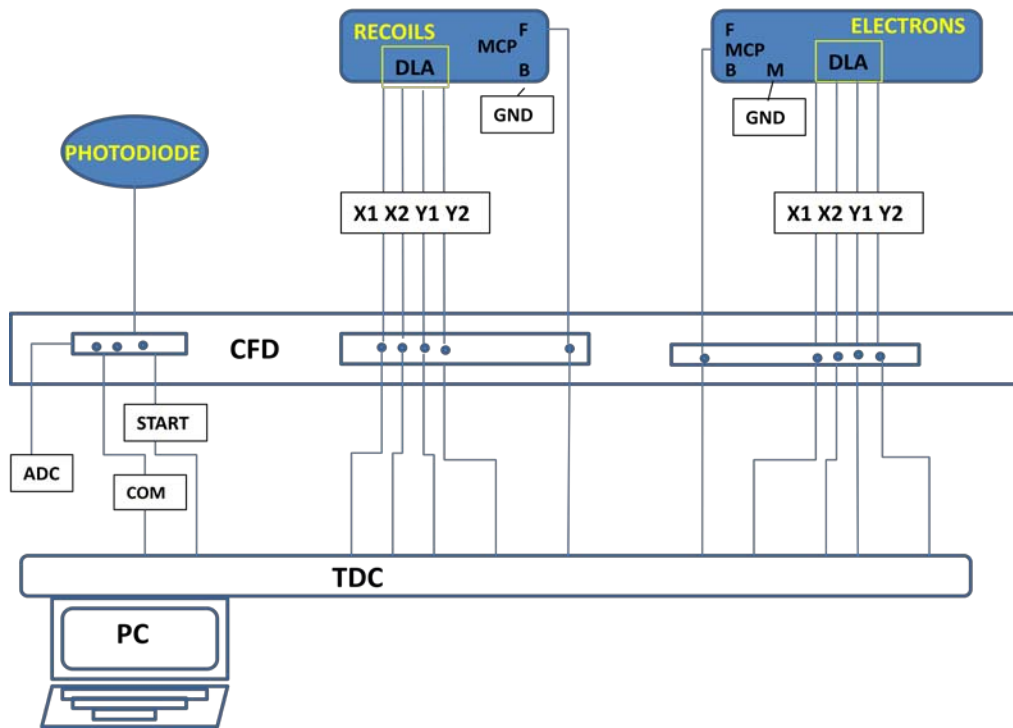 RECOILS
F
MCP
DLA
B
GND
ELECTRONS
F
MCP
B M
DLA
GND
PHOTODIODE
X1 X2 Y1 Y2
X1 X2 Y1 Y2
CFD
START
ADC
COM
TDC
PC